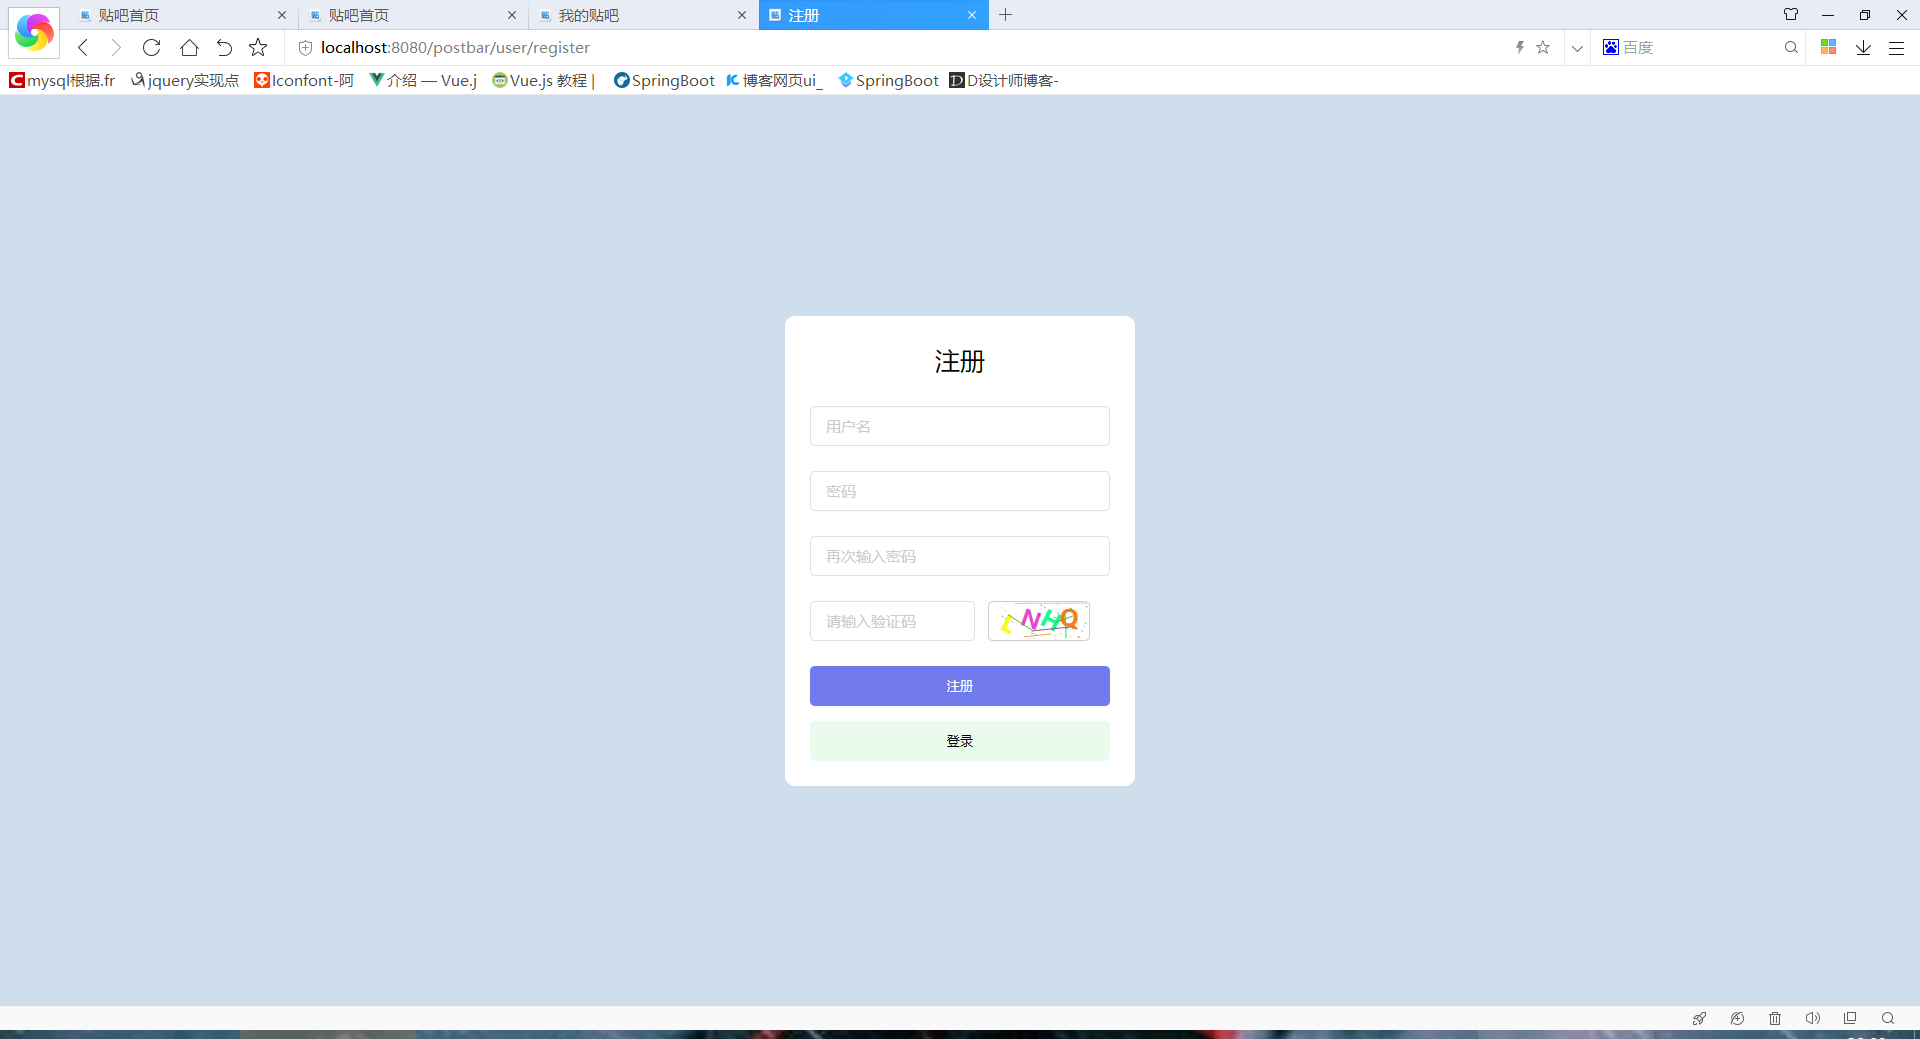 贴吧首页 贴吧首页 我的贴吧 注册
localhost:8080/postbar/user/register 百度
mysql根据.fr jquery实现点 Iconfont-阿 介绍 — Vue.j Vue.js 教程 | SpringBoot 博客网页ui_ SpringBoot D设计师博客-
注册
用户名
密码
再次输入密码
请输入验证码 LNHQ
注册
登录